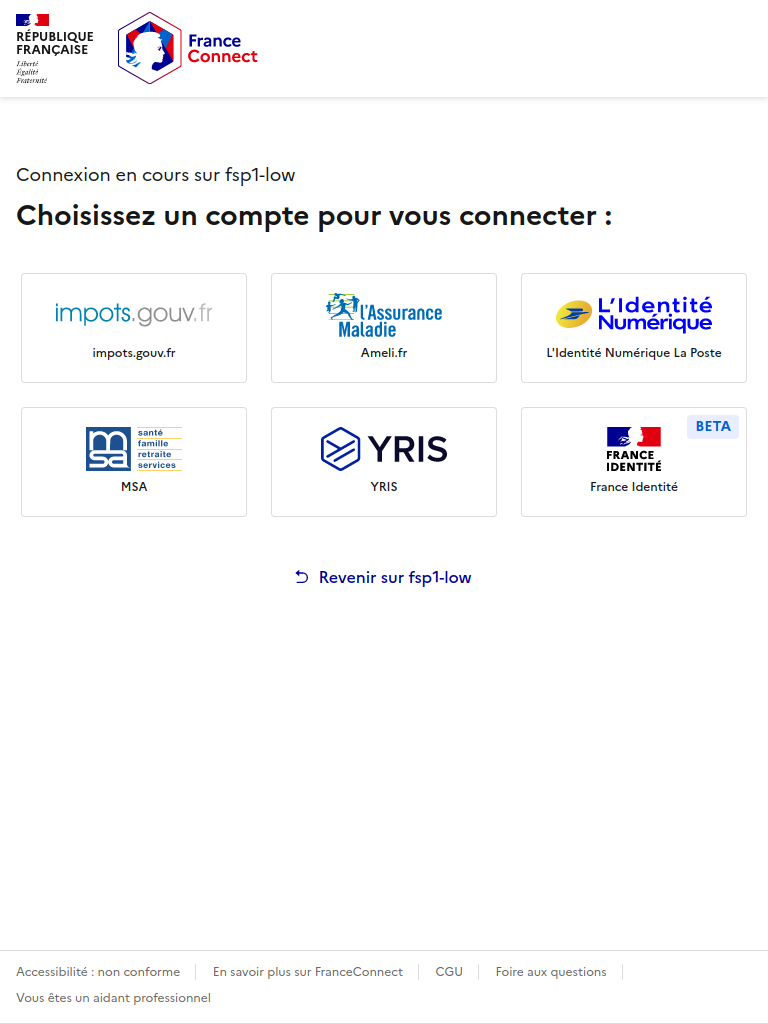 RÉPUBLIQUE
FRANÇAISE
Liberté
Égalité
Fraternité
France
Connect
Connexion en cours sur fsp1-low
Choisissez un compte pour vous connecter :
impots.gouv.fr
impots.gouv.fr
l'Assurance
Maladie
Ameli.fr
L'Identité
Numérique
L'Identité Numérique La Poste
msa
santé
famille
retraite
services
MSA
YRIS
YRIS
BETA
FRANCE
IDENTITÉ
France Identité
Revenir sur fsp1-low
Accessibilité : non conforme
En savoir plus sur FranceConnect
CGU
Foire aux questions
Vous êtes un aidant professionnel